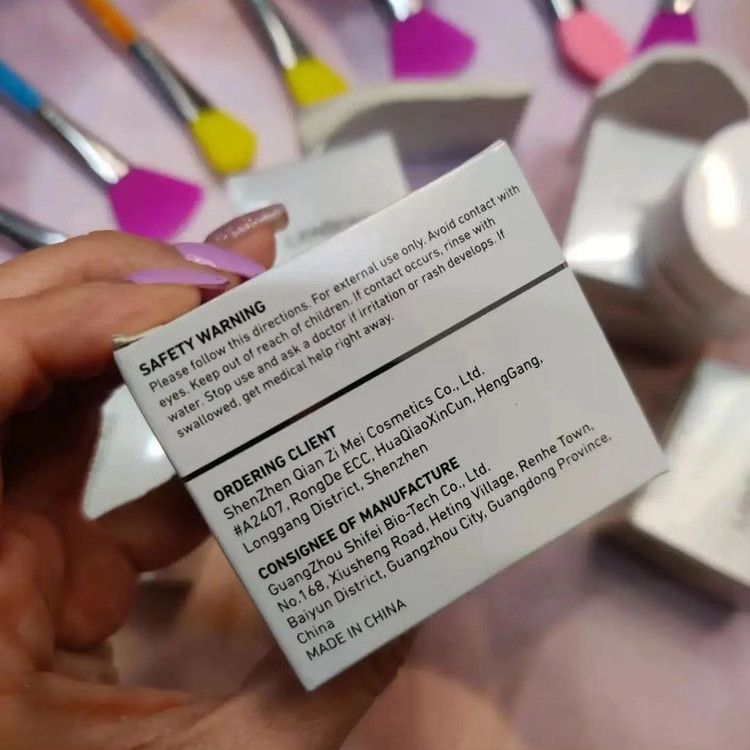 SAFETY WARNING
Please follow this directions. For external use only. Avoid contact with
eyes. Keep out of reach of children. If contact occurs, rinse with
water. Stop use and ask a doctor if irritation or rash develops. If
swallowed. get medical help right away.
ORDERING CLIENT
ShenZhen Qian Zi Mei Cosmetics Co., Ltd.
#A2407, RongDe ECC, HuaQiaoXinCun, HengGang,
Longgang District, Shenzhen
CONSIGNEE OF MANUFACTURE
GuangZhou Shifei Bio-Tech Co., Ltd.
No.168, Xiusheng Road, Heting Village, Renhe Town,
Baiyun District, Guangzhou City, Guangdong Province,
China
MADE IN CHINA